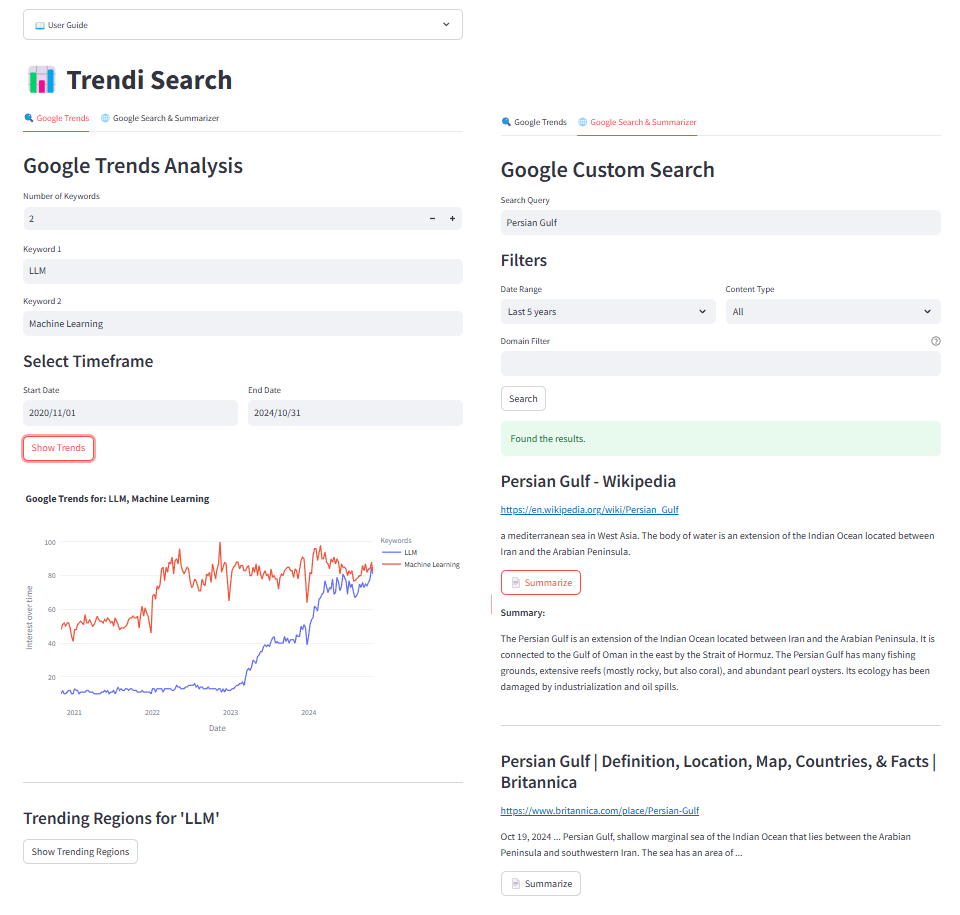 User Guide
Trendi Search
Google Trends
Google Search & Summarizer
Google Trends Analysis
Number of Keywords
2
Keyword 1
LLM
Keyword 2
Machine Learning
Select Timeframe
Start Date
End Date
2020/11/01
2024/10/31
Show Trends
Google Trends for: LLM, Machine Learning
Interest over time
100
80
60
40
20
2021
2022
2023
2024
Date
Keywords
LLM
Machine Learning
Trending Regions for 'LLM'
Show Trending Regions
Google Trends
Google Search & Summarizer
Google Custom Search
Search Query
Persian Gulf
Filters
Date Range
Content Type
Last 5 years
All
Domain Filter
Search
Found the results.
Persian Gulf - Wikipedia
https://en.wikipedia.org/wiki/Persian_Gulf
a mediterranean sea in West Asia. The body of water is an extension of the Indian Ocean located between
Iran and the Arabian Peninsula.
Summarize
Summary:
The Persian Gulf is an extension of the Indian Ocean located between Iran and the Arabian Peninsula. It is
connected to the Gulf of Oman in the east by the Strait of Hormuz. The Persian Gulf has many fishing
grounds, extensive reefs (mostly rocky, but also coral), and abundant pearl oysters. Its ecology has been
damaged by industrialization and oil spills.
Persian Gulf | Definition, Location, Map, Countries, & Facts |
Britannica
https://www.britannica.com/place/Persian-Gulf
Oct 19, 2024 ... Persian Gulf, shallow marginal sea of the Indian Ocean that lies between the Arabian
Peninsula and southwestern Iran. The sea has an area of ...
Summarize